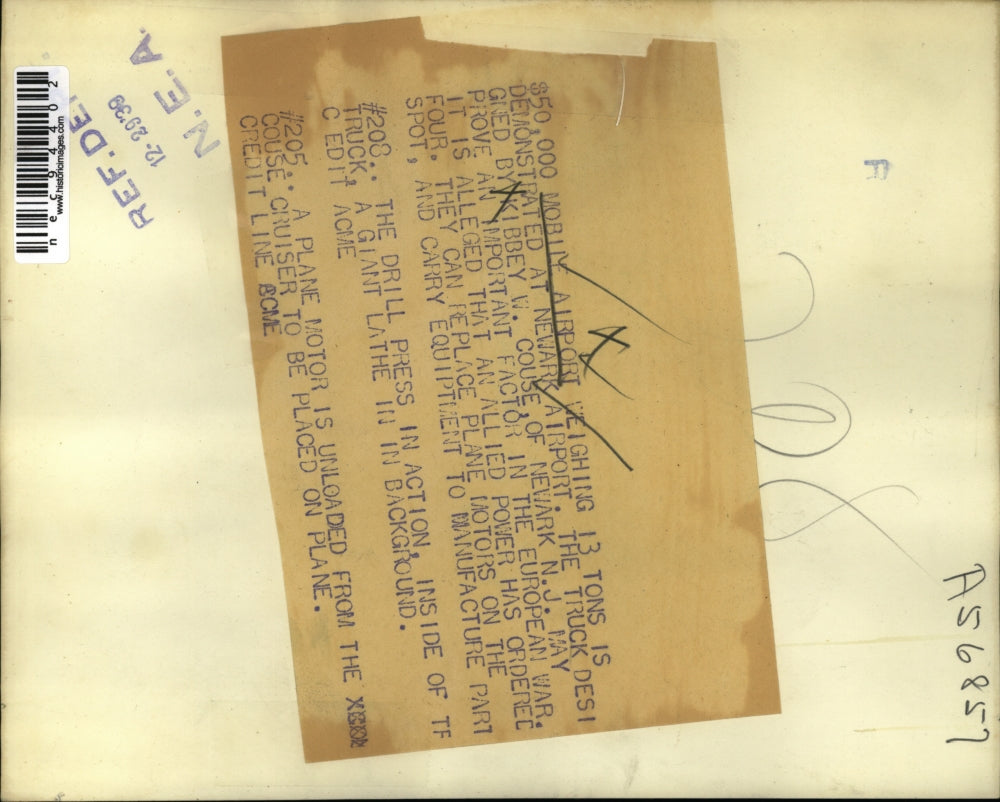 $50,000 MOBILE AIRPORT WEIGHING 13 TONS IS
DEMONSTRATED AT NEWARK AIRPORT. THE TRUCK DESI
GNED BY KIBBEY W. COUSE, OF NEWARK N.J. MAY
PROVE AN IMPORTANT FACTOR IN THE EUROPEAN WAR.
IT IS ALLEGED THAT AN ALLIED POWER HAS ORDERED
FOUR. THEY CAN REPLACE PLANE MOTORS ON THE
SPOT, AND CARRY EQUIPTMENT TO MANUFACTURE PART
#208.. THE DRILL PRESS IN ACTION, INSIDE OF TF
TRUCK, A GIANT LATHE IN IN BACKGROUND.
C EDIT ACME
#205.. A PLANE MOTOR IS UNLOADED FROM THE
COUSE CRUISER TO BE PLACED ON PLANE.
CREDIT LINE ACME
REF. DE
12-29'39
N. E. A.
nec94402
www.historicimages.com
F